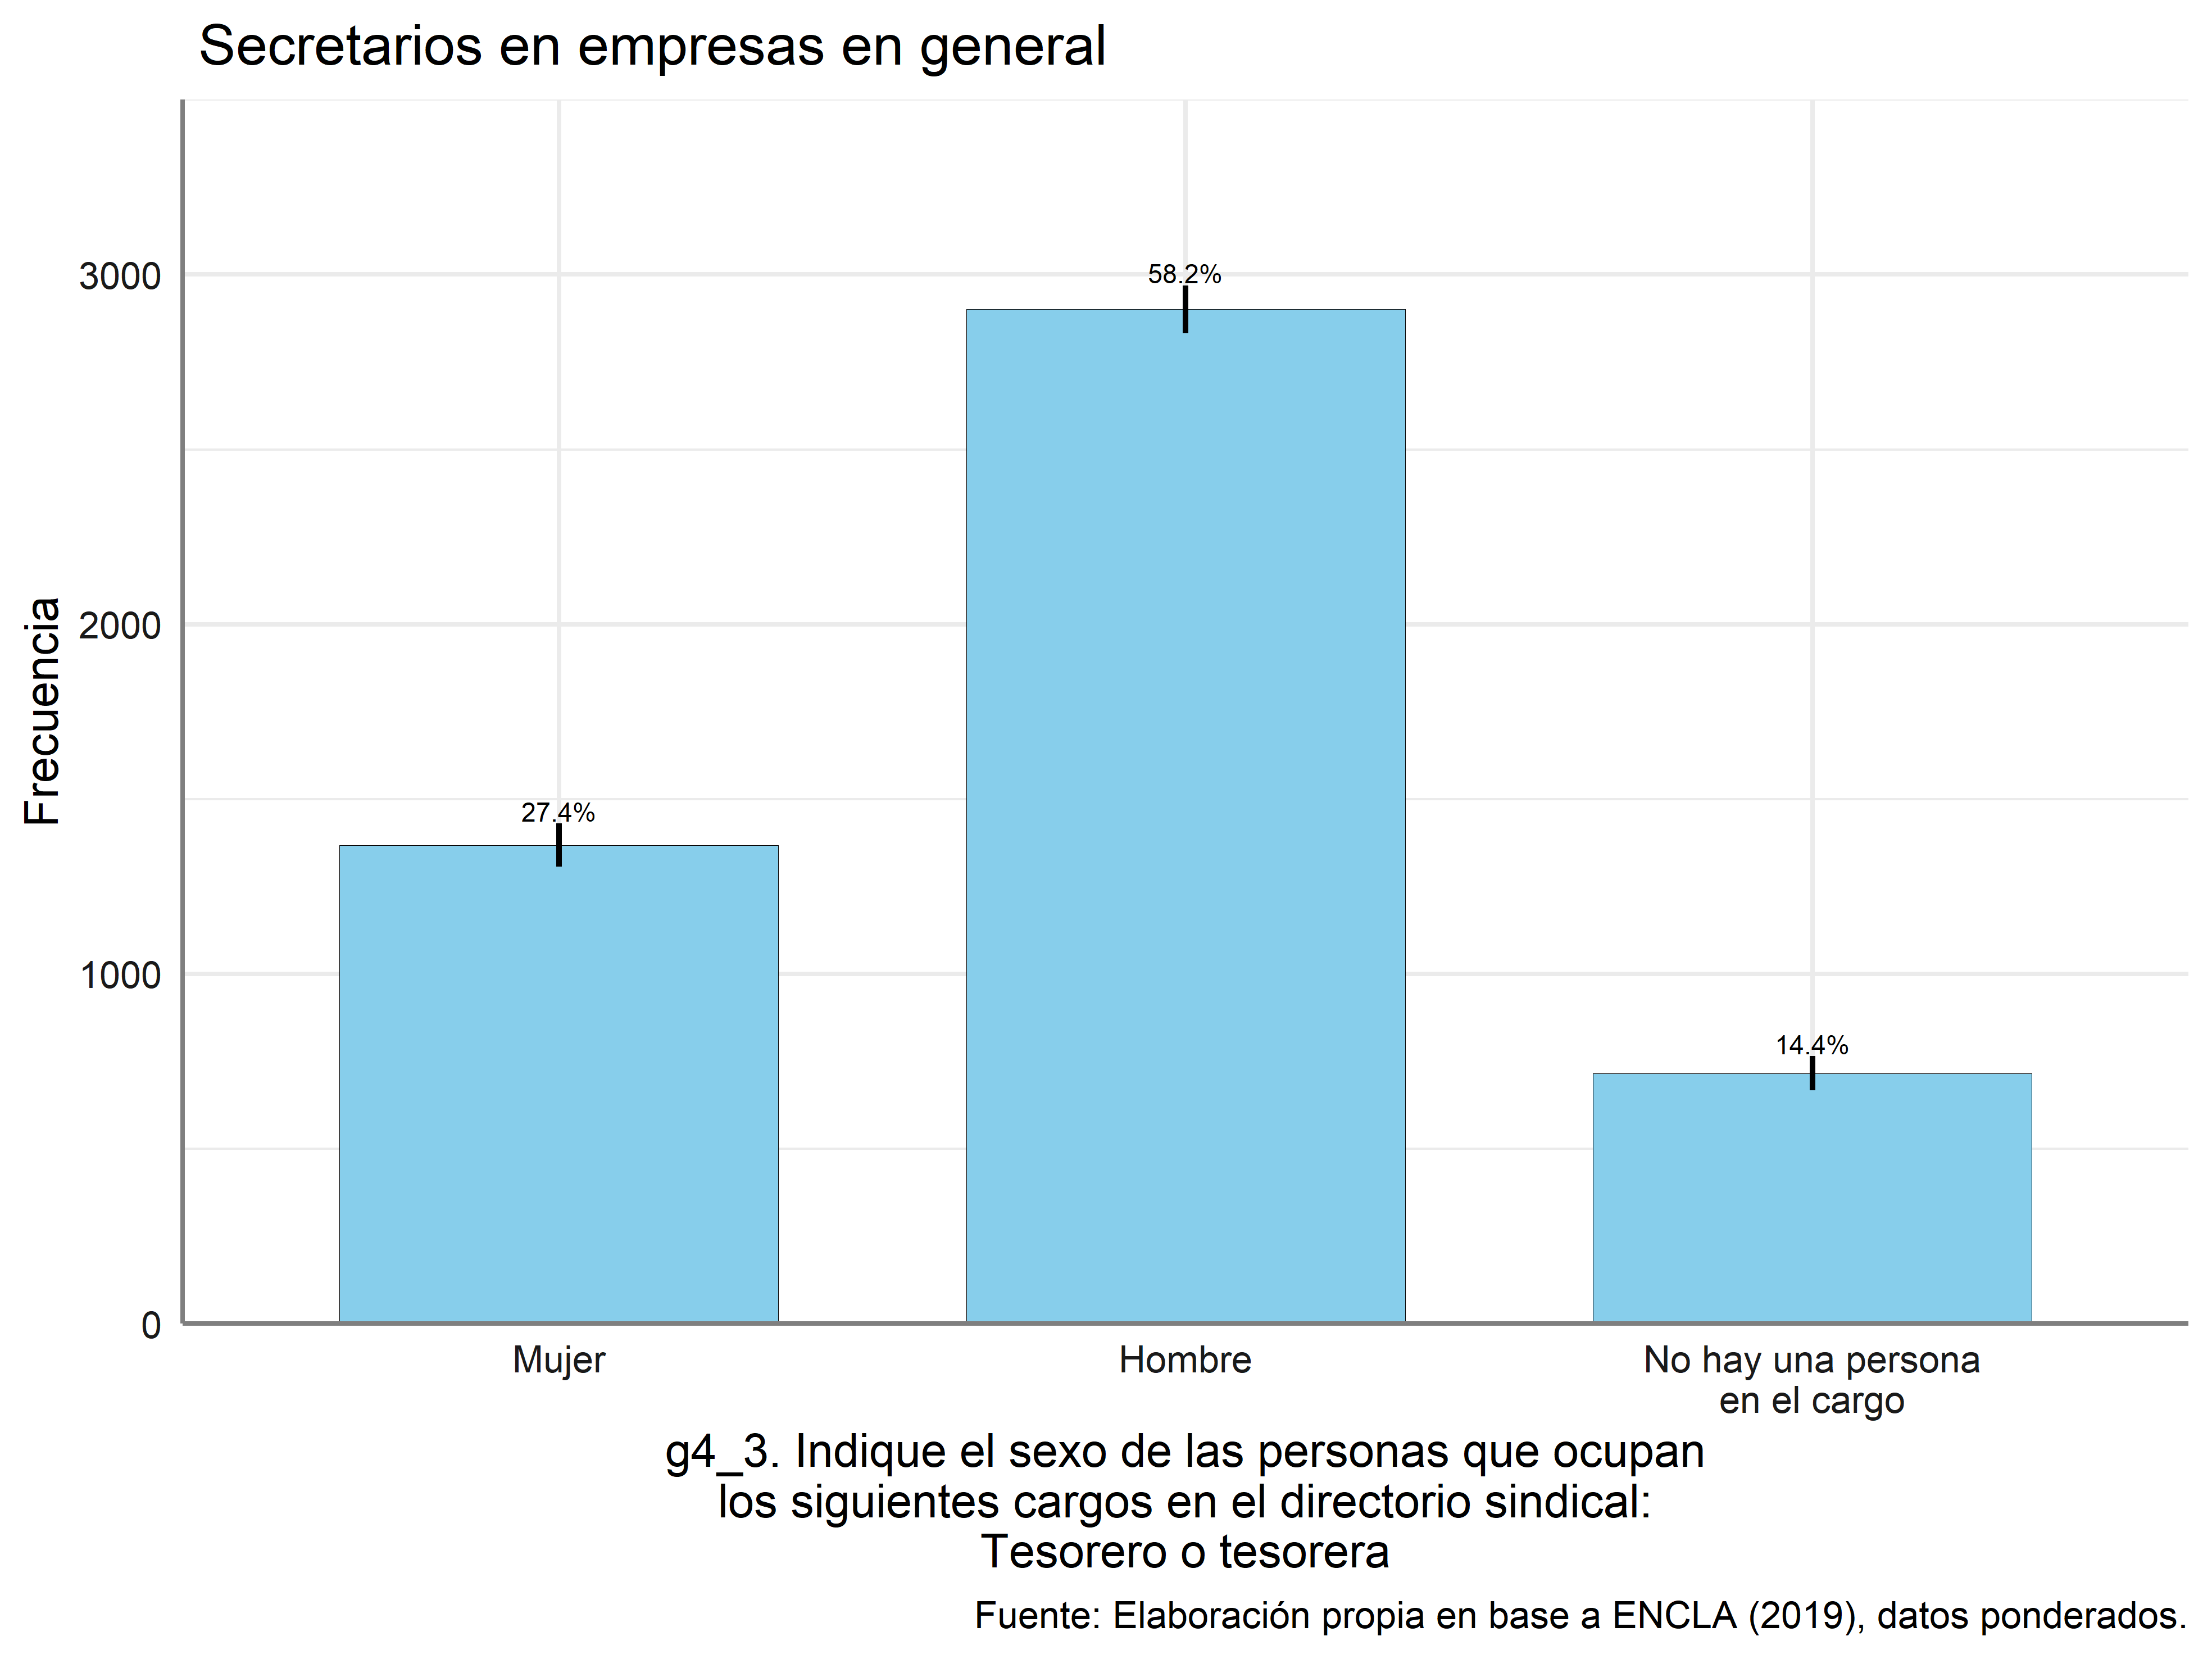 Secretarios en empresas en general
Frecuencia
3000
2000
1000
0
27.4%
58.2%
14.4%
Mujer
Hombre
No hay una persona
en el cargo
g4_3. Indique el sexo de las personas que ocupan
los siguientes cargos en el directorio sindical:
Tesorero o tesorera
Fuente: Elaboración propia en base a ENCLA (2019), datos ponderados.